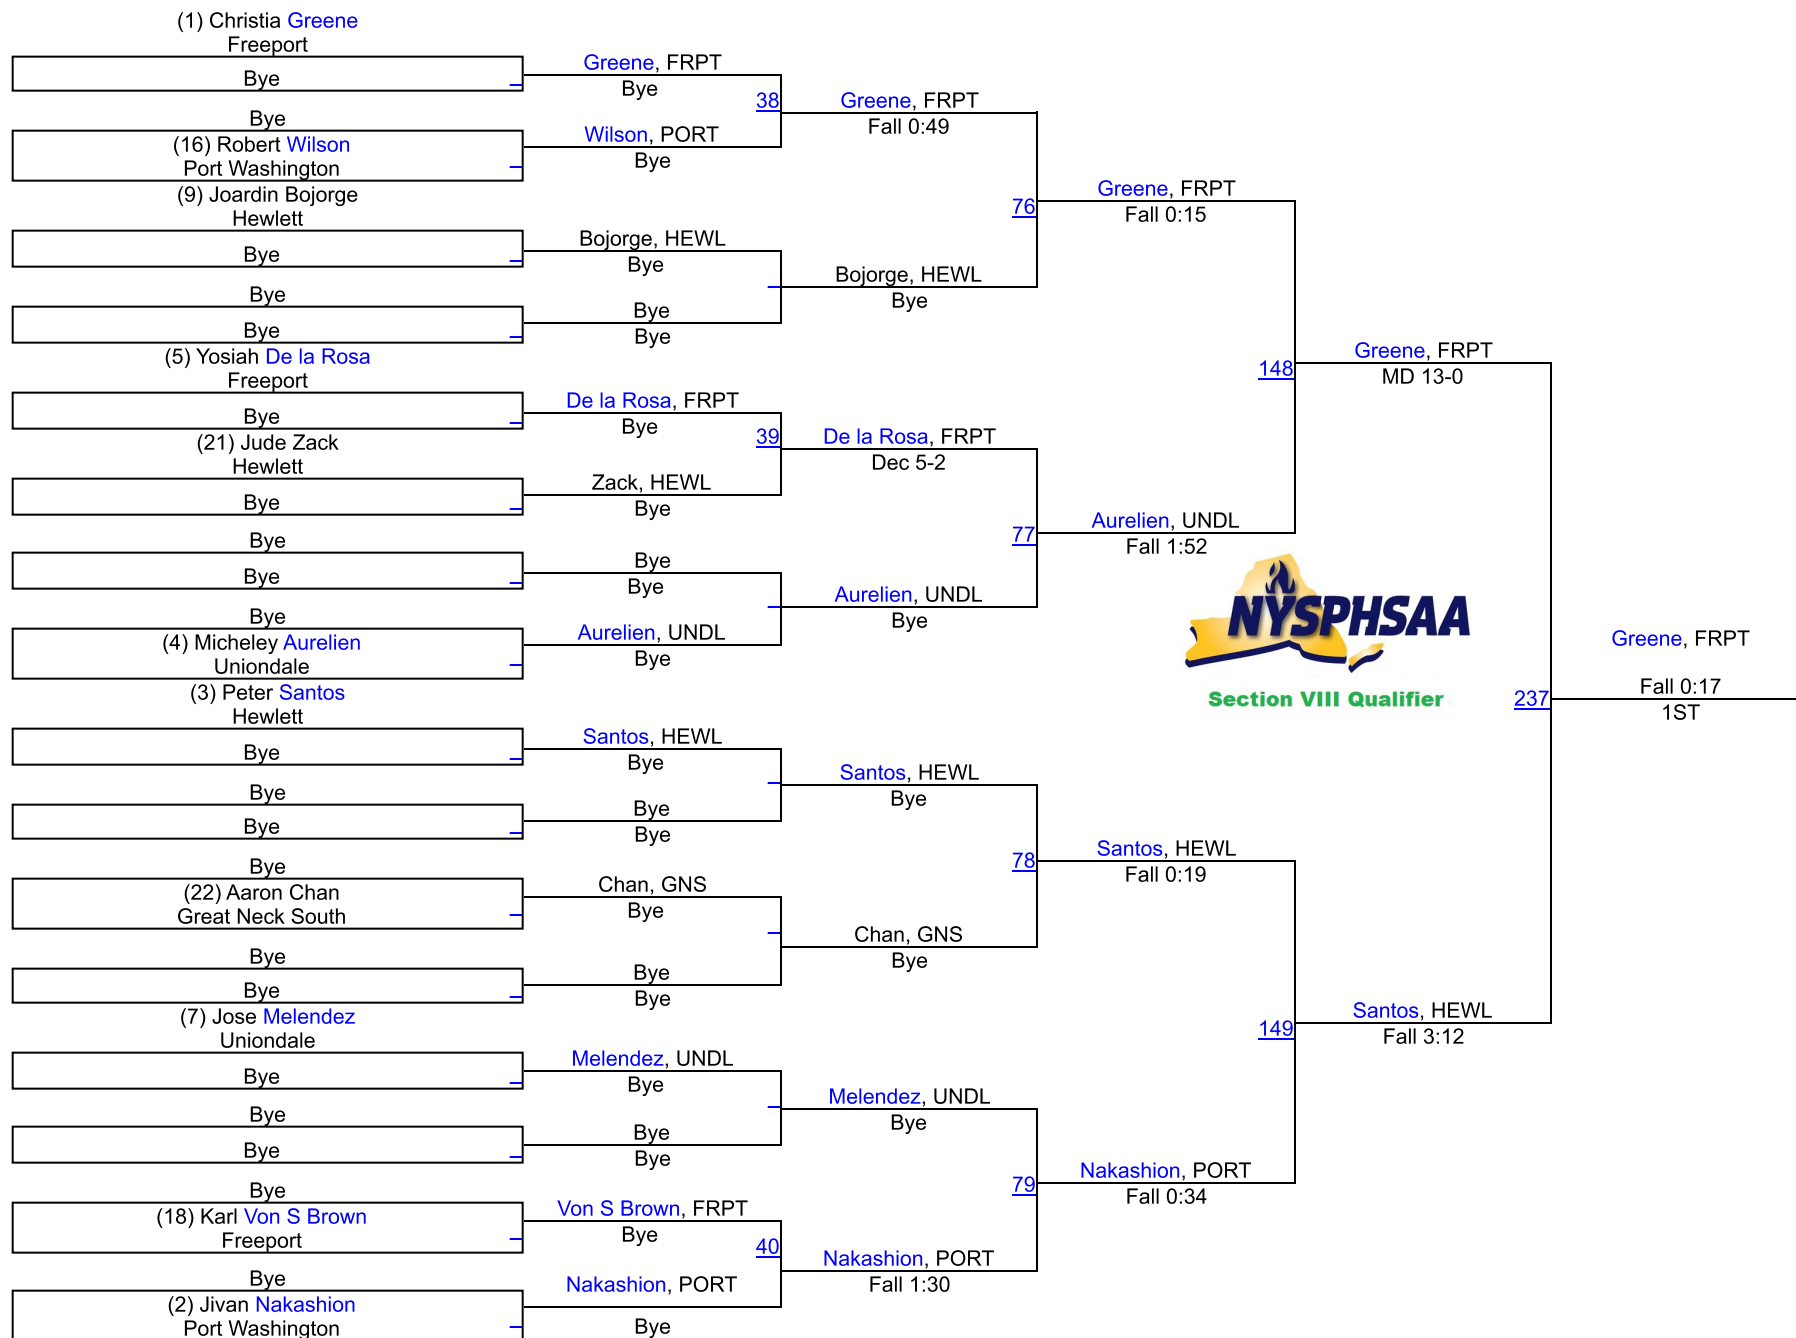 (1) Christia Greene
Freeport
Bye
Bye
(16) Robert Wilson
Port Washington
(9) Joardin Bojorge
Hewlett
Bye
Bye
Bye
(5) Yosiah De la Rosa
Freeport
Bye
(21) Jude Zack
Hewlett
Bye
Bye
Bye
Bye
(4) Micheley Aurelien
Uniondale
(3) Peter Santos
Hewlett
Bye
Bye
Bye
Bye
(22) Aaron Chan
Great Neck South
Bye
Bye
(7) Jose Melendez
Uniondale
Bye
Bye
Bye
Bye
(18) Karl Von S Brown
Freeport
Bye
(2) Jivan Nakashion
Port Washington
Greene, FRPT
Bye
38
Wilson, PORT
Bye
Bojorge, HEWL
Bye
Bye
Bye
De la Rosa, FRPT
Bye
39
Zack, HEWL
Bye
Bye
Bye
Aurelien, UNDL
Bye
Santos, HEWL
Bye
Bye
Bye
Chan, GNS
Bye
Bye
Bye
Melendez, UNDL
Bye
Bye
Bye
Von S Brown, FRPT
Bye
40
Nakashion, PORT
Bye
Greene, FRPT
Fall 0:49
76
Bojorge, HEWL
Bye
De la Rosa, FRPT
Dec 5-2
77
Aurelien, UNDL
Bye
Santos, HEWL
Bye
78
Chan, GNS
Bye
Melendez, UNDL
Bye
79
Nakashion, PORT
Fall 1:30
Greene, FRPT
Fall 0:15
148
Aurelien, UNDL
Fall 1:52
NYSPHSAA
Section VIII Qualifier
Santos, HEWL
Fall 0:19
149
Nakashion, PORT
Fall 0:34
Greene, FRPT
MD 13-0
237
Santos, HEWL
Fall 3:12
Greene, FRPT
Fall 0:17
1ST